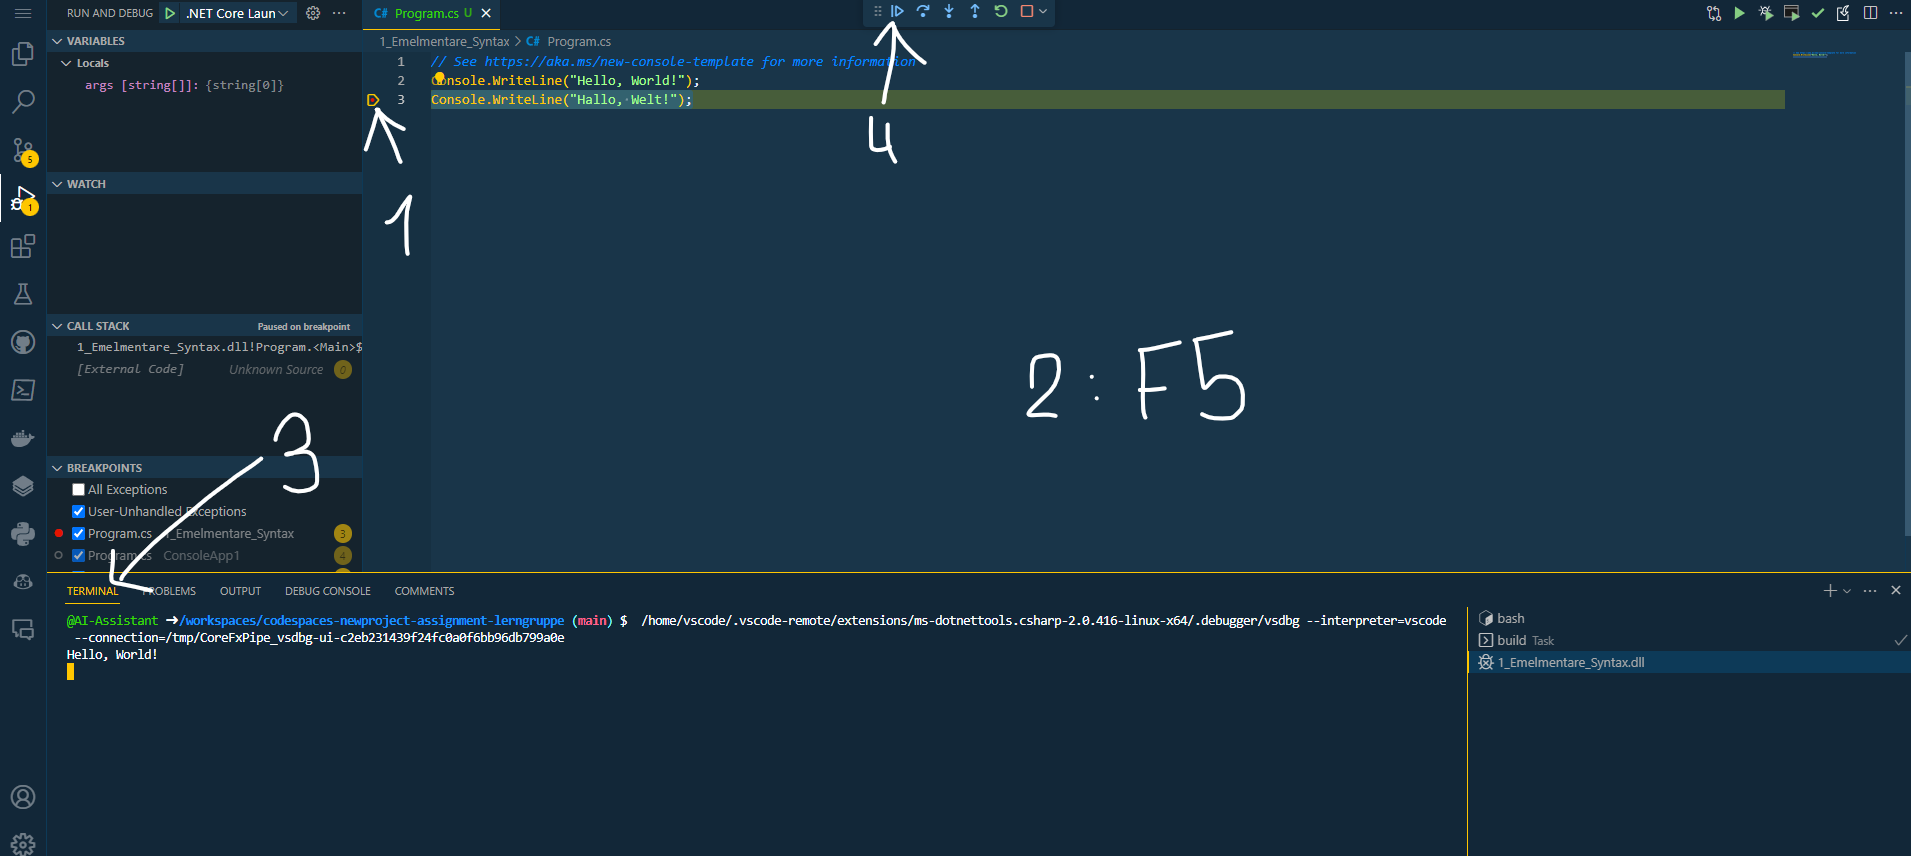 RUN AND DEBUG .NET Core Laun
Program.cs U
VARIABLES
Locals
args [string[]]: {string[0]}
WATCH
CALL STACK Paused on breakpoint
1_Emelmentare_Syntax.dll!Program.<Main>$
[External Code] Unknown Source 0
BREAKPOINTS
All Exceptions
User-Unhandled Exceptions
Program.cs 1_Emelmentare_Syntax 3
Program.cs ConsoleApp1 4
5
1
1_Emelmentare_Syntax > C# Program.cs
1 // See https://aka.ms/new-console-template for more information
2 Console.WriteLine("Hello, World!");
3 Console.WriteLine("Hallo, Welt!");
1
4
2: F5
3
TERMINAL PROBLEMS OUTPUT DEBUG CONSOLE COMMENTS
@AI-Assistant ➜/workspaces/codespaces-newproject-assignment-lerngruppe (main) $ /home/vscode/.vscode-remote/extensions/ms-dotnettools.csharp-2.0.416-linux-x64/.debugger/vsdbg --interpreter=vscode
--connection=/tmp/CoreFxPipe_vsdbg-ui-c2eb231439f24fc0a0f6bb96db799a0e
Hello, World!
bash
build Task
1_Emelmentare_Syntax.dll